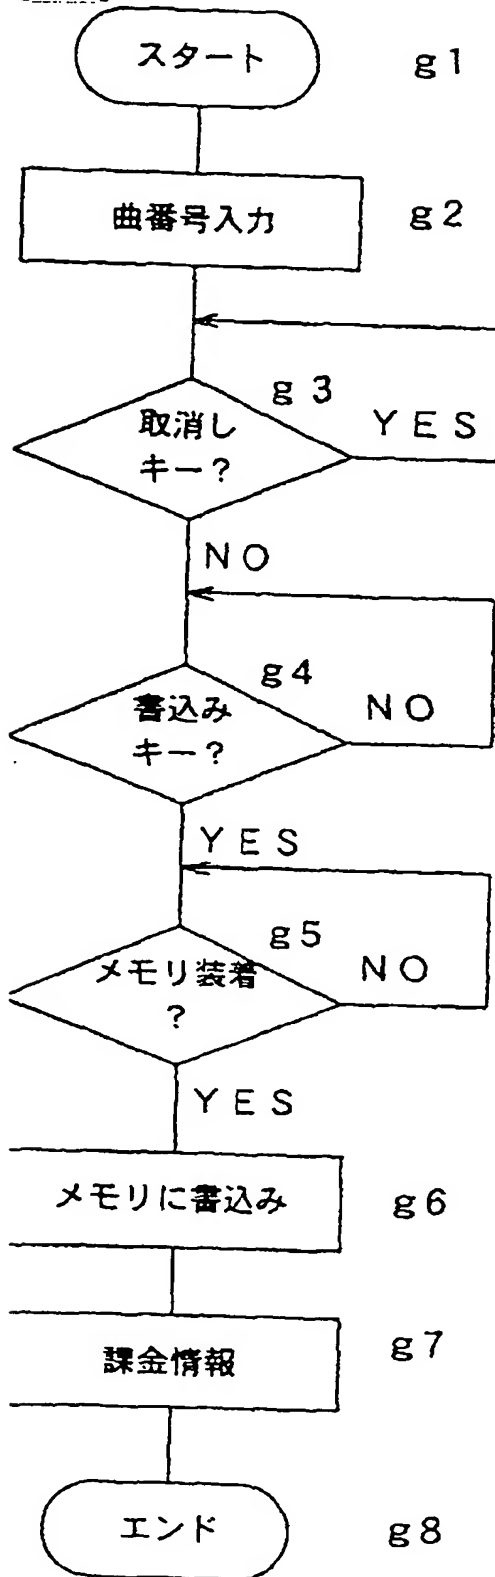 スタート g1
曲番号入力 g2
g3
取消し
キー？ YES
NO
g4
書込み
キー？ NO
YES
g5
メモリ装着 NO
？
YES
メモリに書込み g6
課金情報 g7
エンド g8